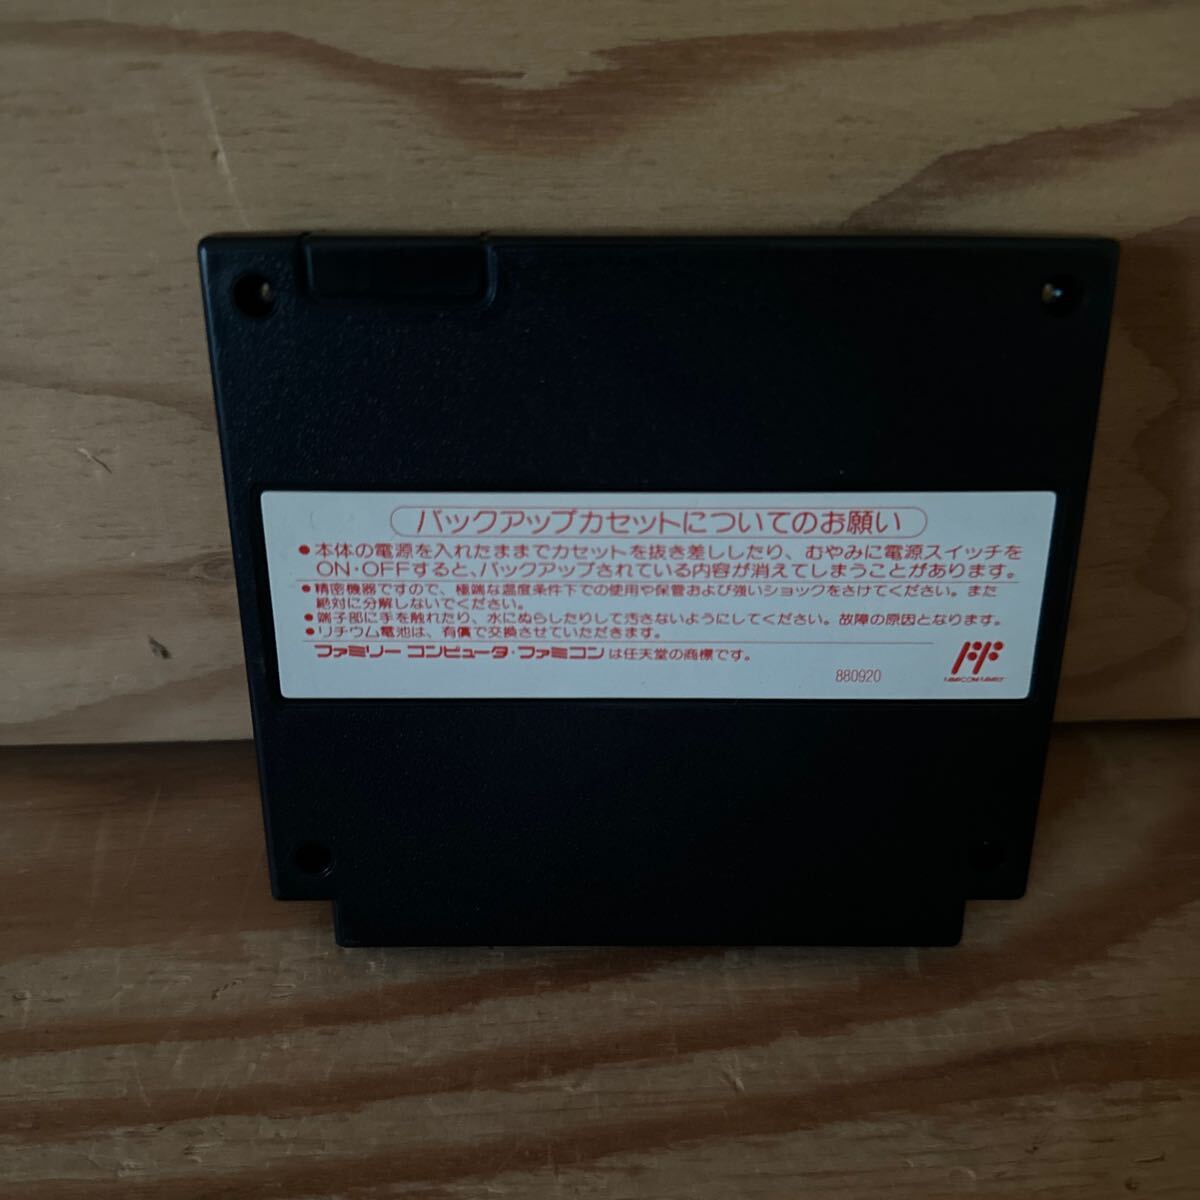 バックアップカセットについてのお願い
●本体の電源を入れたままでカセットを抜き差ししたり、むやみに電源スイッチを
ON・OFFすると、バックアップされている内容が消えてしまうことがあります。
●精密機器ですので、極端な温度条件下での使用や保管および強いショックをさけてください。また
絶対に分解しないでください。
●端子部に手を触れたり、水にぬらしたりして汚さないようにしてください。故障の原因となります。
●リチウム電池は、有償で交換させていただきます。
ファミリー コンピュータ・ファミコンは任天堂の商標です。
880920
FF
FAMICOM FAMILY